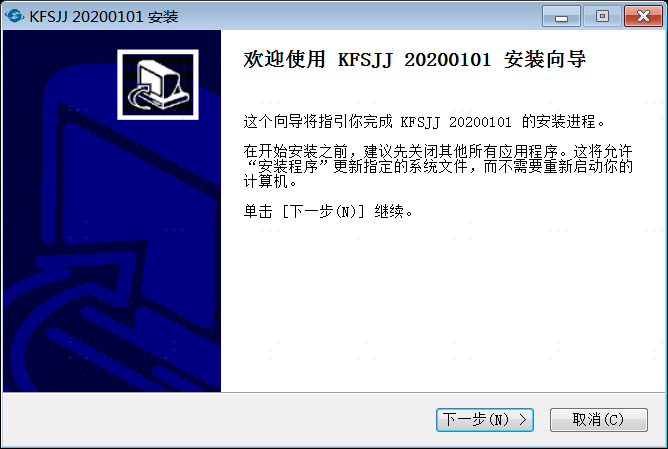 KFSJJ 20200101 安装
欢迎使用 KFSJJ 20200101 安装向导
这个向导将指引你完成 KFSJJ 20200101 的安装进程。
在开始安装之前，建议先关闭其他所有应用程序。这将允许
“安装程序”更新指定的系统文件，而不需要重新启动你的
计算机。
单击 [下一步(N)] 继续。
下一步(N) >
取消(C)